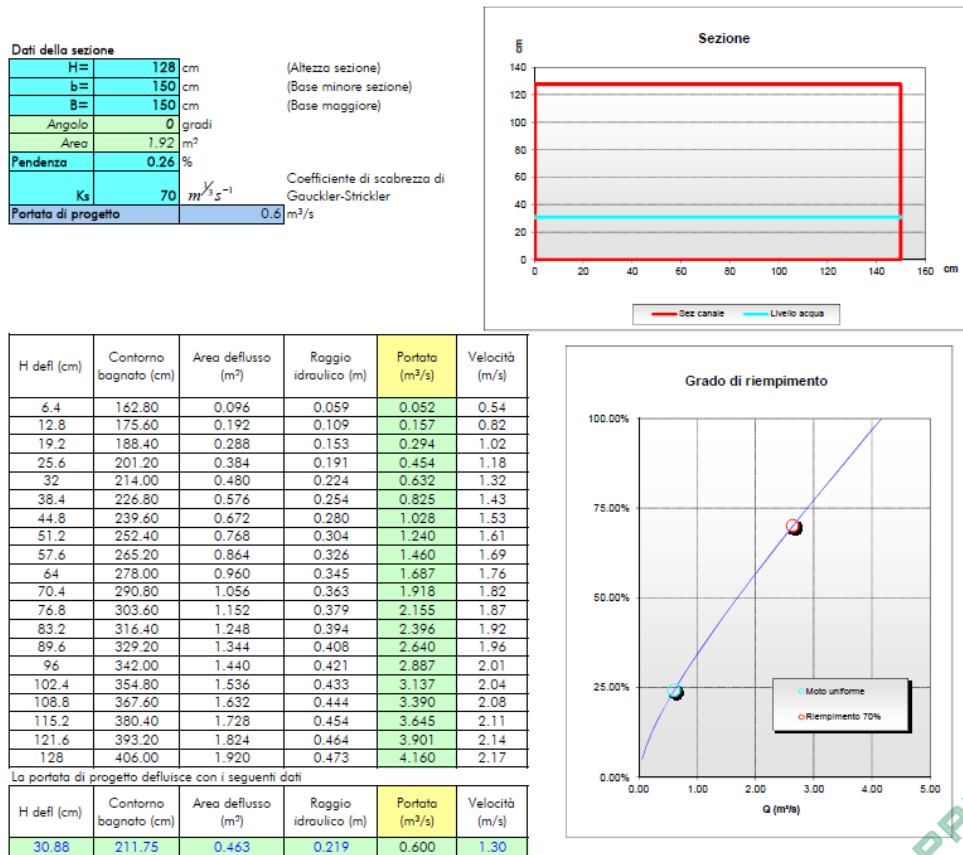 Dati della sezione
H= 128 cm (Altezza sezione)
b= 150 cm (Base minore sezione)
B= 150 cm (Base maggiore)
Angolo 0 gradi
Area 1.92 m²
Pendenza 0.26 %
Ks 70 m^⅓ s⁻¹ Coefficiente di scabrezza di
Gauckler-Strickler
Portata di progetto 0.6 m³/s
Sezione
cm
140
120
100
80
60
40
20
0
0 20 40 60 80 100 120 140 160 cm
Sez canale Livello acqua
H defl (cm) Contorno bagnato (cm) Area deflusso (m²) Raggio idraulico (m) Portata (m³/s) Velocità (m/s)
6.4 162.80 0.096 0.059 0.052 0.54
12.8 175.60 0.192 0.109 0.157 0.82
19.2 188.40 0.288 0.153 0.294 1.02
25.6 201.20 0.384 0.191 0.454 1.18
32 214.00 0.480 0.224 0.632 1.32
38.4 226.80 0.576 0.254 0.825 1.43
44.8 239.60 0.672 0.280 1.028 1.53
51.2 252.40 0.768 0.304 1.240 1.61
57.6 265.20 0.864 0.326 1.460 1.69
64 278.00 0.960 0.345 1.687 1.76
70.4 290.80 1.056 0.363 1.918 1.82
76.8 303.60 1.152 0.379 2.155 1.87
83.2 316.40 1.248 0.394 2.396 1.92
89.6 329.20 1.344 0.408 2.640 1.96
96 342.00 1.440 0.421 2.887 2.01
102.4 354.80 1.536 0.433 3.137 2.04
108.8 367.60 1.632 0.444 3.390 2.08
115.2 380.40 1.728 0.454 3.645 2.11
121.6 393.20 1.824 0.464 3.901 2.14
128 406.00 1.920 0.473 4.160 2.17
La portata di progetto defluisce con i seguenti dati
H defl (cm) Contorno bagnato (cm) Area deflusso (m²) Raggio idraulico (m) Portata (m³/s) Velocità (m/s)
30.88 211.75 0.463 0.219 0.600 1.30
Grado di riempimento
100.00%
75.00%
50.00%
25.00%
0.00%
Moto uniforme
Riempimento 70%
0.00 1.00 2.00 3.00 4.00 5.00
Q (m³/s)